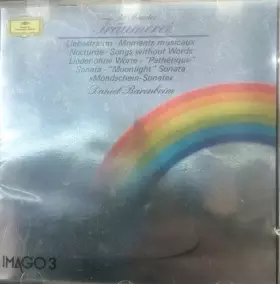 Träumerei
Liebestraum · Moments musicaux
Nocturne · Songs without Words
Lieder ohne Worte · "Pathétique"
Sonata · "Moonlight" Sonata
»Mondschein«-Sonate
Daniel Barenboim
IMAGO 3